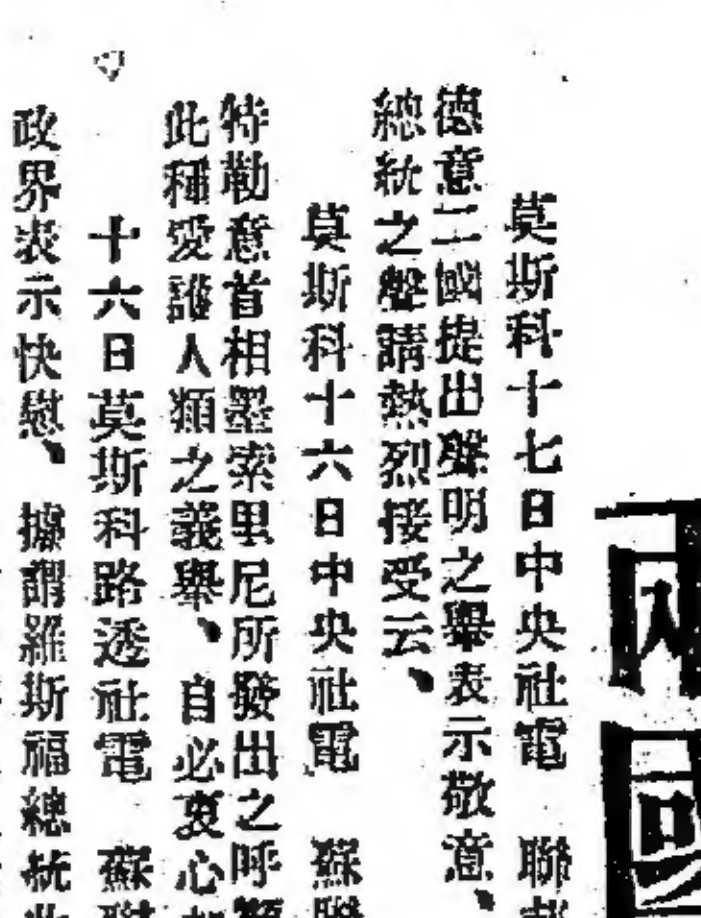 國
莫斯科十七日中央社電　聯
德意二國提出聲明之舉表示敬意、
總統之聲請熱烈接受云、
莫斯科十六日中央社電　蘇聯
特勒意首相墨索里尼所發出之呼籲
此種愛護人類之義舉、自必衷心
十六日莫斯科路透社電　蘇聯
政界表示快慰、據謂羅斯福總統此